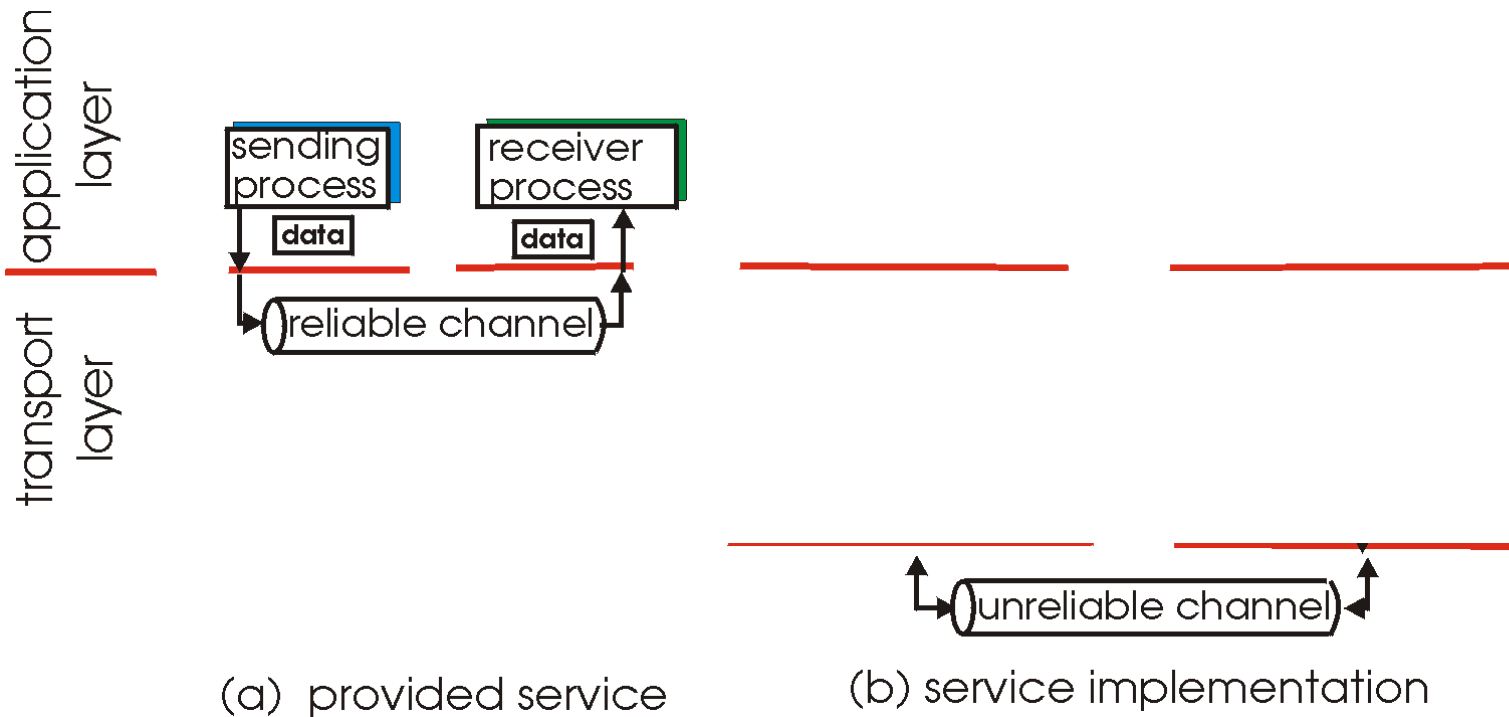 application
layer
sending
process
receiver
process
data
data
reliable channel
transport
layer
unreliable channel
(a) provided service
(b) service implementation